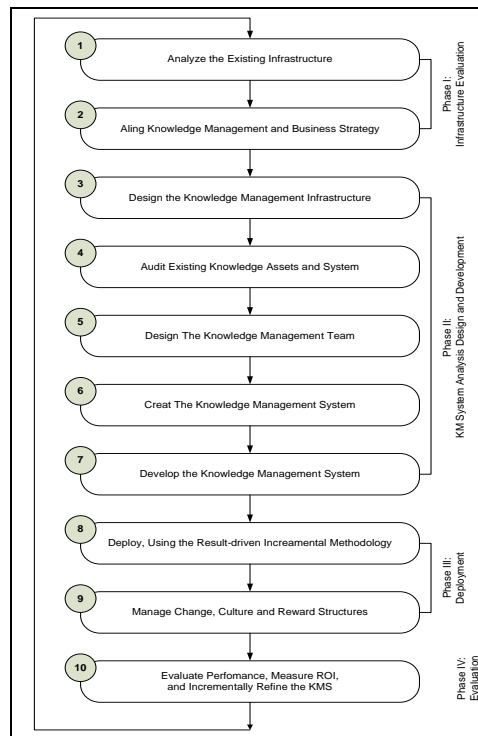 1
Analyze the Existing Infrastructure
2
Aling Knowledge Management and Business Strategy
Phase I:
Infrastructure Evaluation
3
Design the Knowledge Management Infrastructure
4
Audit Existing Knowledge Assets and System
5
Design The Knowledge Management Team
6
Creat The Knowledge Management System
7
Develop the Knowledge Management System
Phase II:
KM System Analysis Design and Development
8
Deploy, Using the Result-driven Increamental Methodology
9
Manage Change, Culture and Reward Structures
Phase III:
Deployment
10
Evaluate Perfomance, Measure ROI,
and Incrementally Refine the KMS
Phase IV:
Evaluation